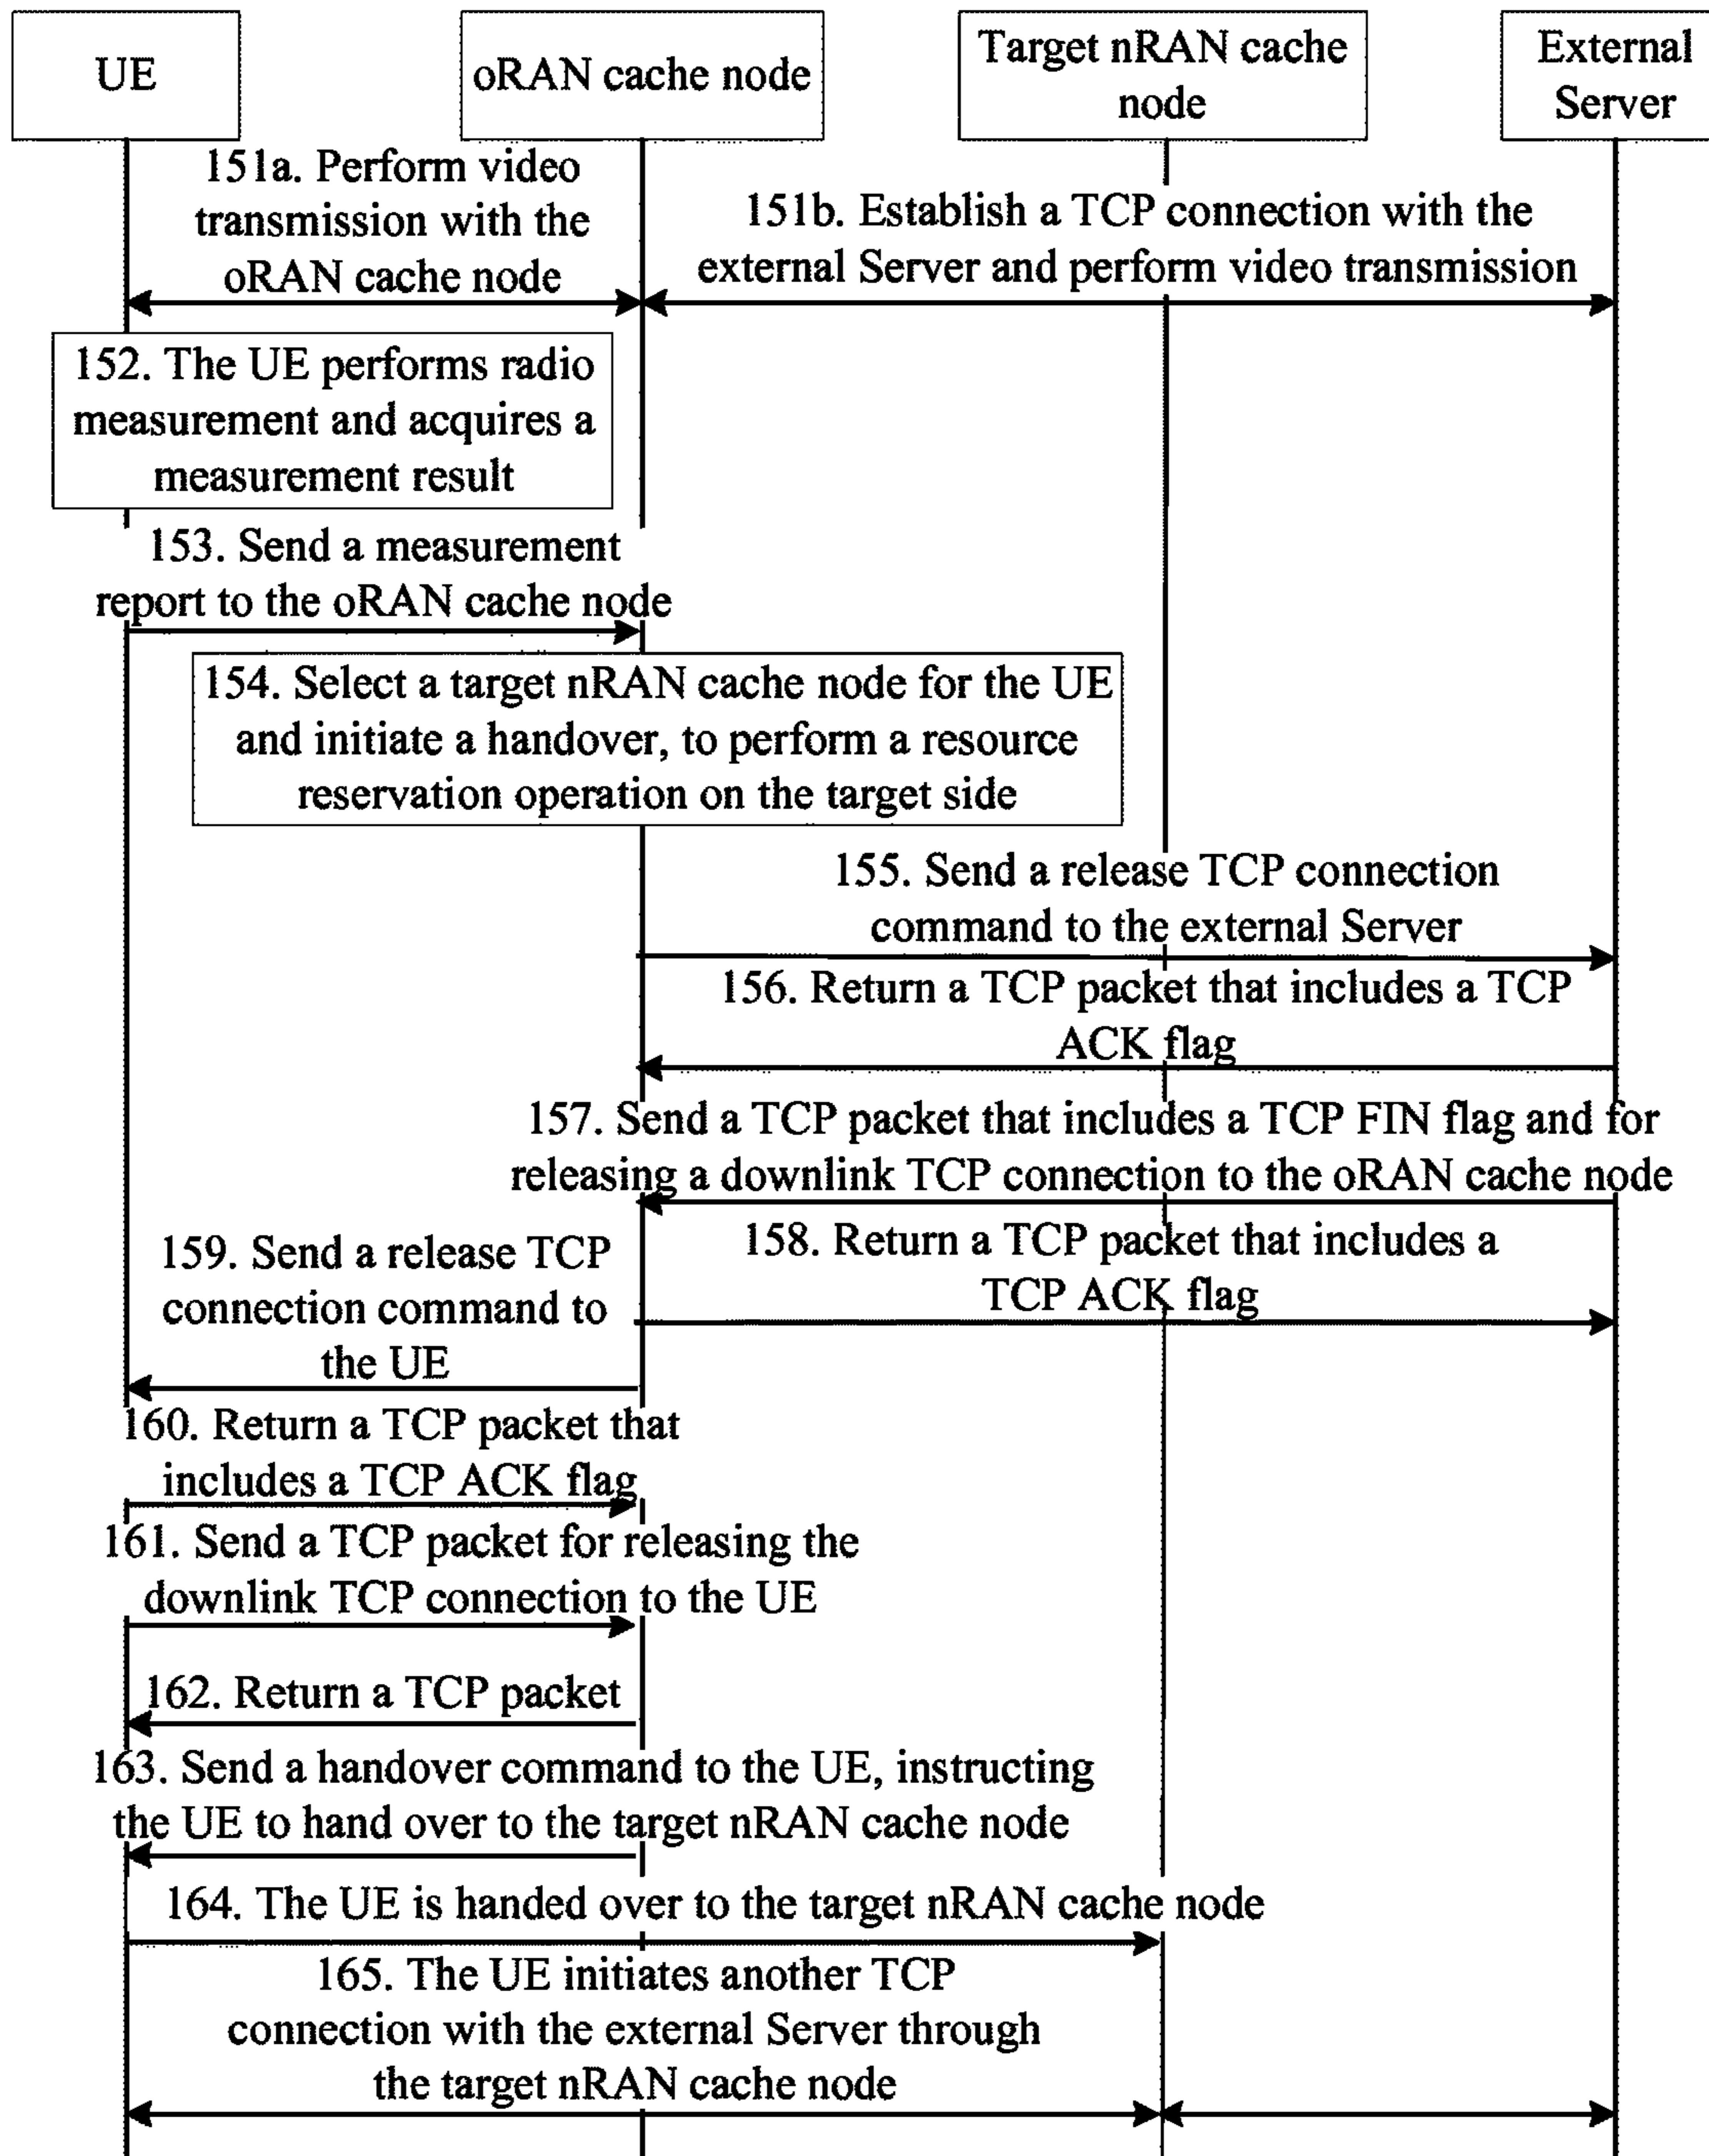 UE
oRAN cache node
Target nRAN cache
node
External
Server
151a. Perform video
transmission with the
oRAN cache node
151b. Establish a TCP connection with the
external Server and perform video transmission
152. The UE performs radio
measurement and acquires a
measurement result
153. Send a measurement
report to the oRAN cache node
154. Select a target nRAN cache node for the UE
and initiate a handover, to perform a resource
reservation operation on the target side
155. Send a release TCP connection
command to the external Server
156. Return a TCP packet that includes a TCP
ACK flag
157. Send a TCP packet that includes a TCP FIN flag and for
releasing a downlink TCP connection to the oRAN cache node
158. Return a TCP packet that includes a
TCP ACK flag
159. Send a release TCP
connection command to
the UE
160. Return a TCP packet that
includes a TCP ACK flag
161. Send a TCP packet for releasing the
downlink TCP connection to the UE
162. Return a TCP packet
163. Send a handover command to the UE, instructing
the UE to hand over to the target nRAN cache node
164. The UE is handed over to the target nRAN cache node
165. The UE initiates another TCP
connection with the external Server through
the target nRAN cache node